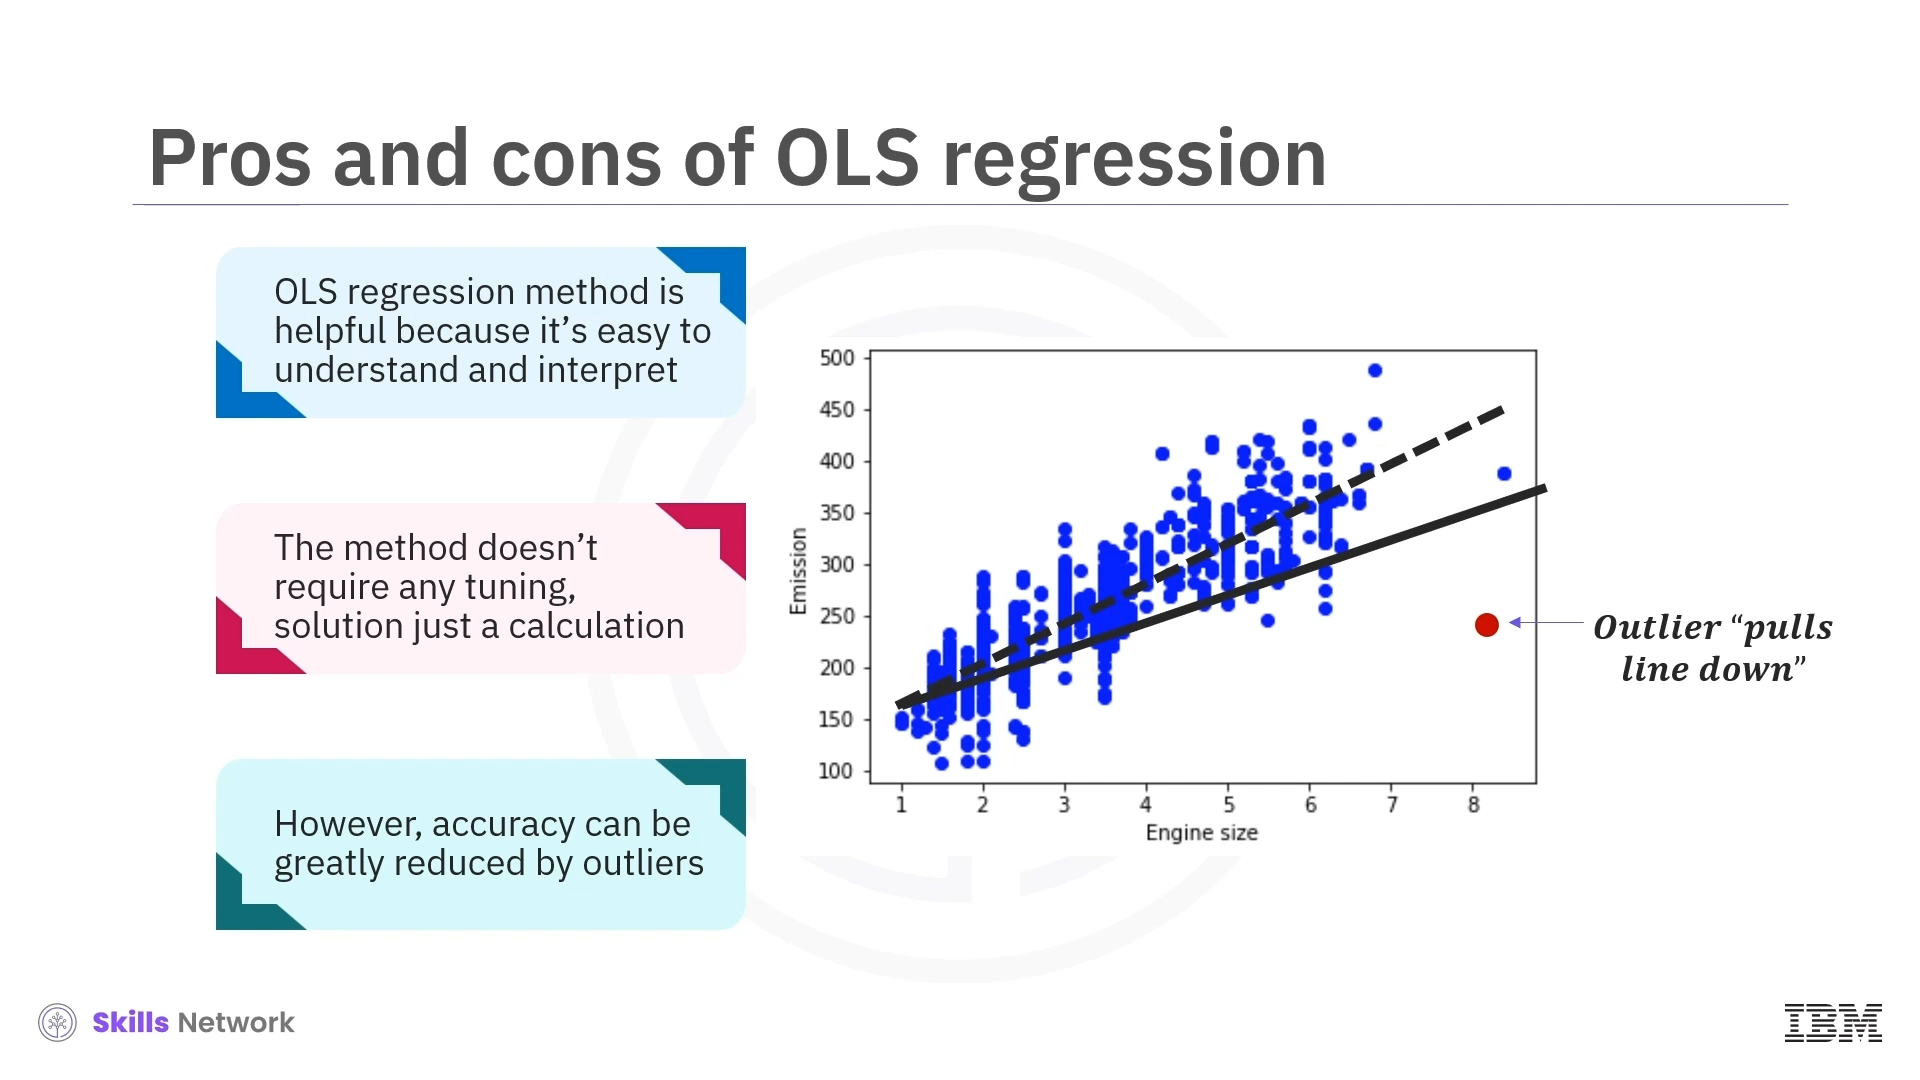 Pros and cons of OLS regression
OLS regression method is
helpful because it’s easy to
understand and interpret
The method doesn’t
require any tuning,
solution just a calculation
However, accuracy can be
greatly reduced by outliers
500
450
400
350
300
250
200
150
100
Emission
1 2 3 4 5 6 7 8
Engine size
Outlier “pulls
line down”
Skills Network
IBM